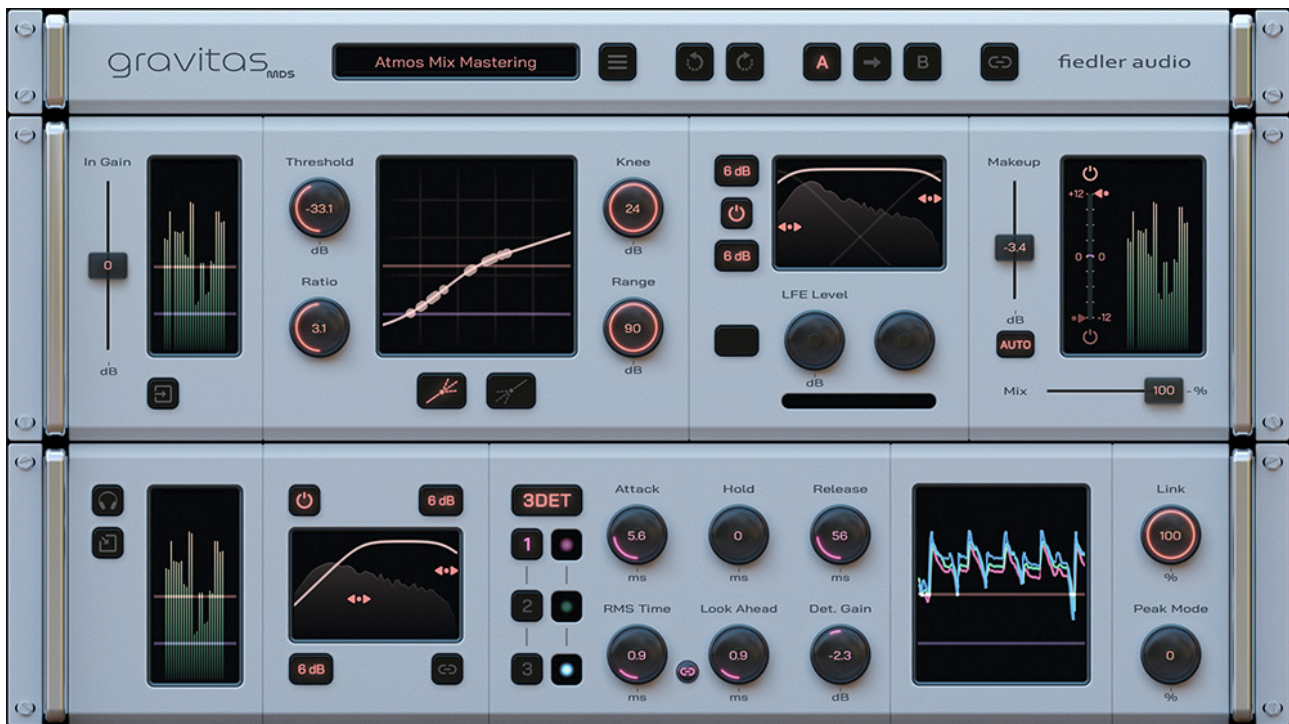 gravitas MDS
Atmos Mix Mastering
A
B
fiedler audio
In Gain
0
dB
Threshold
-33.1
dB
Ratio
3.1
Knee
24
dB
Range
90
dB
6 dB
6 dB
LFE Level
dB
Makeup
-3.4
dB
AUTO
+12
0 0
-12
Mix 100 - %
6 dB
6 dB
3DET
1
2
3
Attack
5.6
ms
Hold
0
ms
Release
56
ms
RMS Time
0.9
ms
Look Ahead
0.9
ms
Det. Gain
-2.3
dB
Link
100
%
Peak Mode
0
%